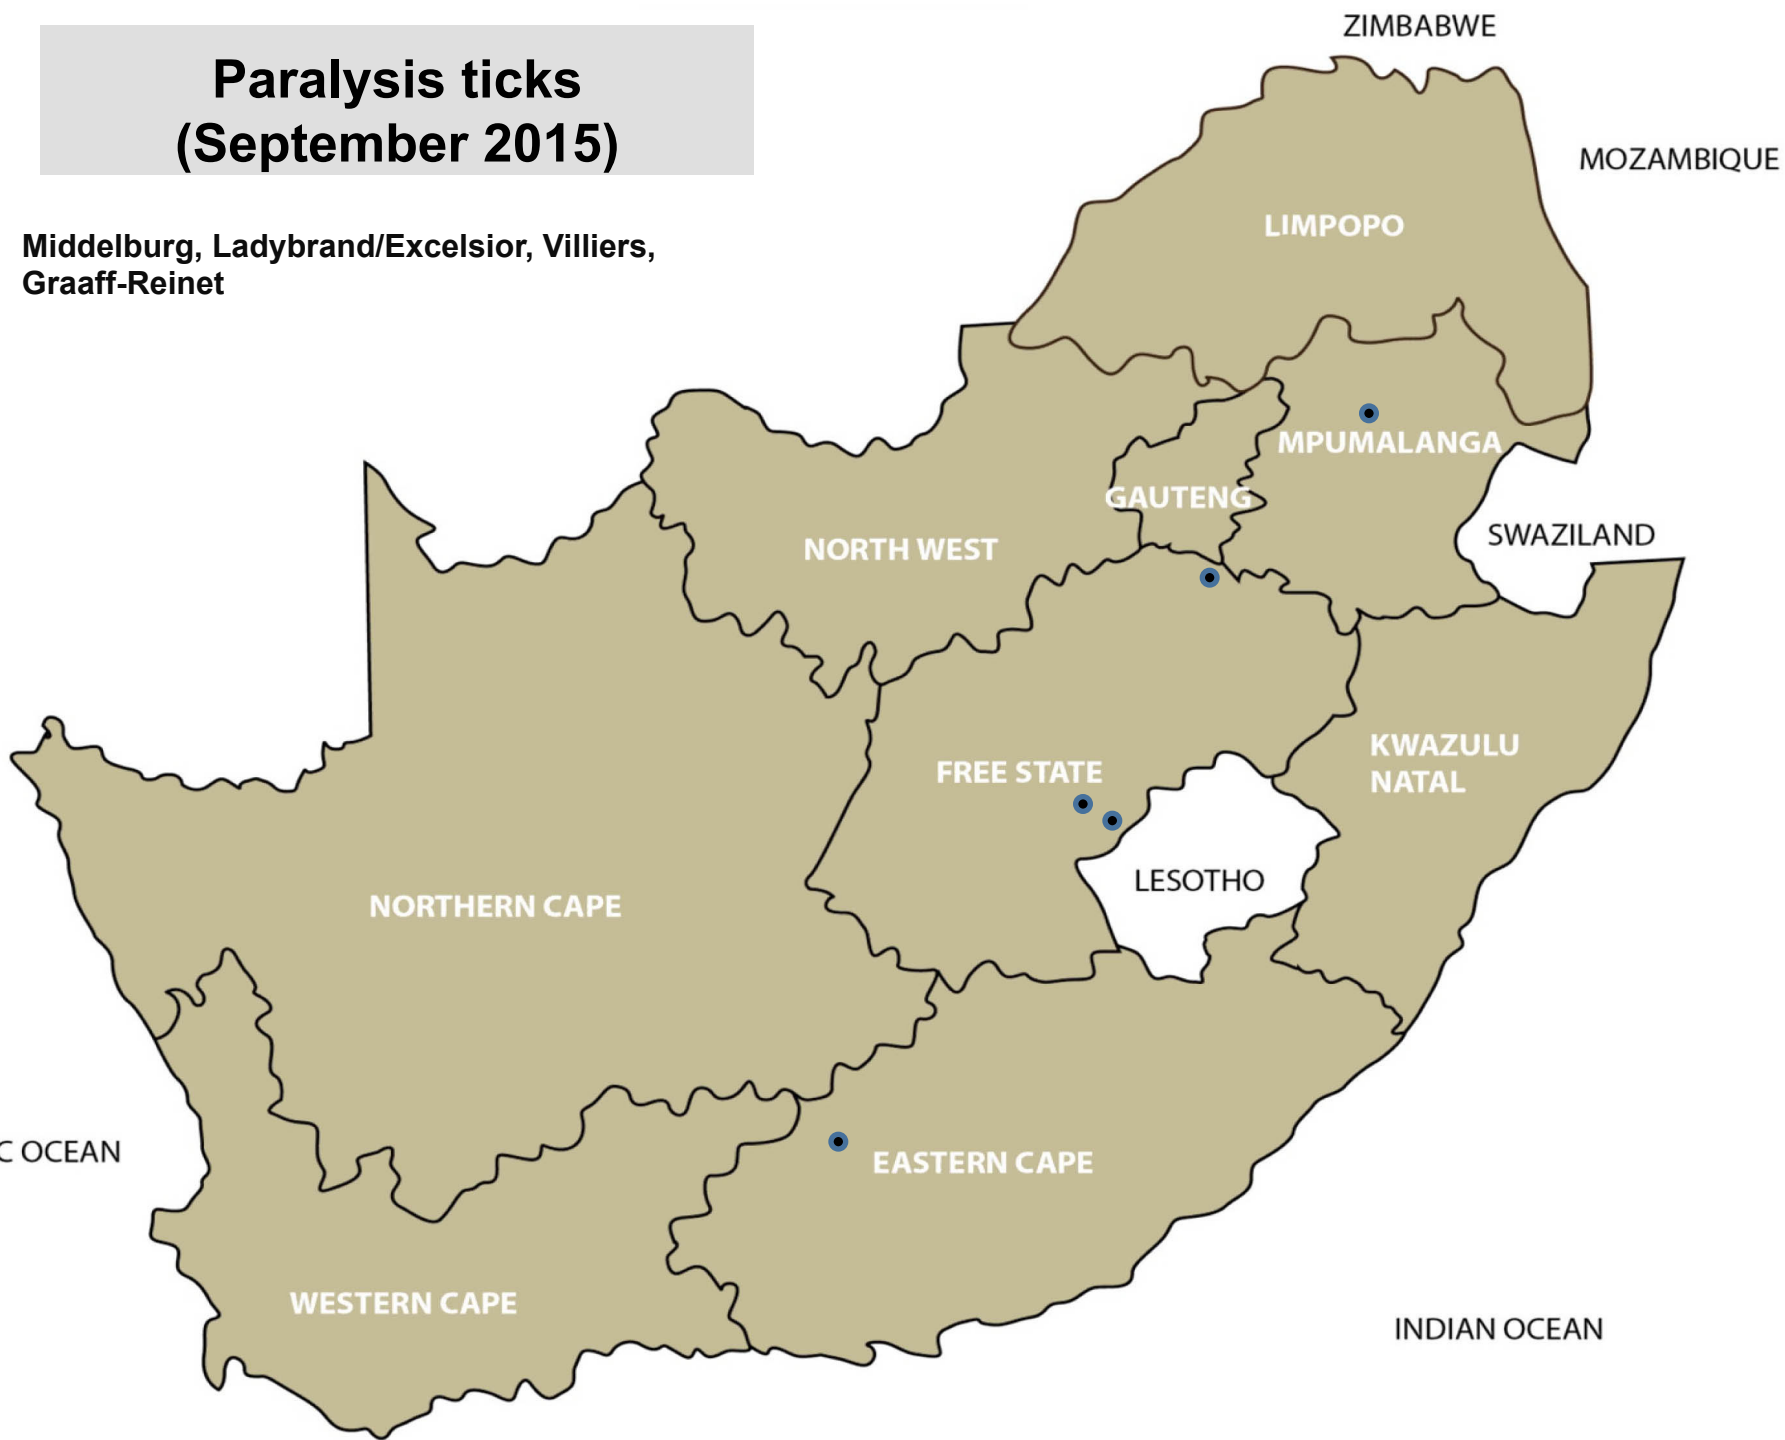 Paralysis ticks
(September 2015)
Middelburg, Ladybrand/Excelsior, Villiers,
Graaff-Reinet
ZIMBABWE
MOZAMBIQUE
LIMPOPO
MPUMALANGA
GAUTENG
SWAZILAND
NORTH WEST
KWAZULU
NATAL
FREE STATE
LESOTHO
NORTHERN CAPE
C OCEAN
EASTERN CAPE
WESTERN CAPE
INDIAN OCEAN